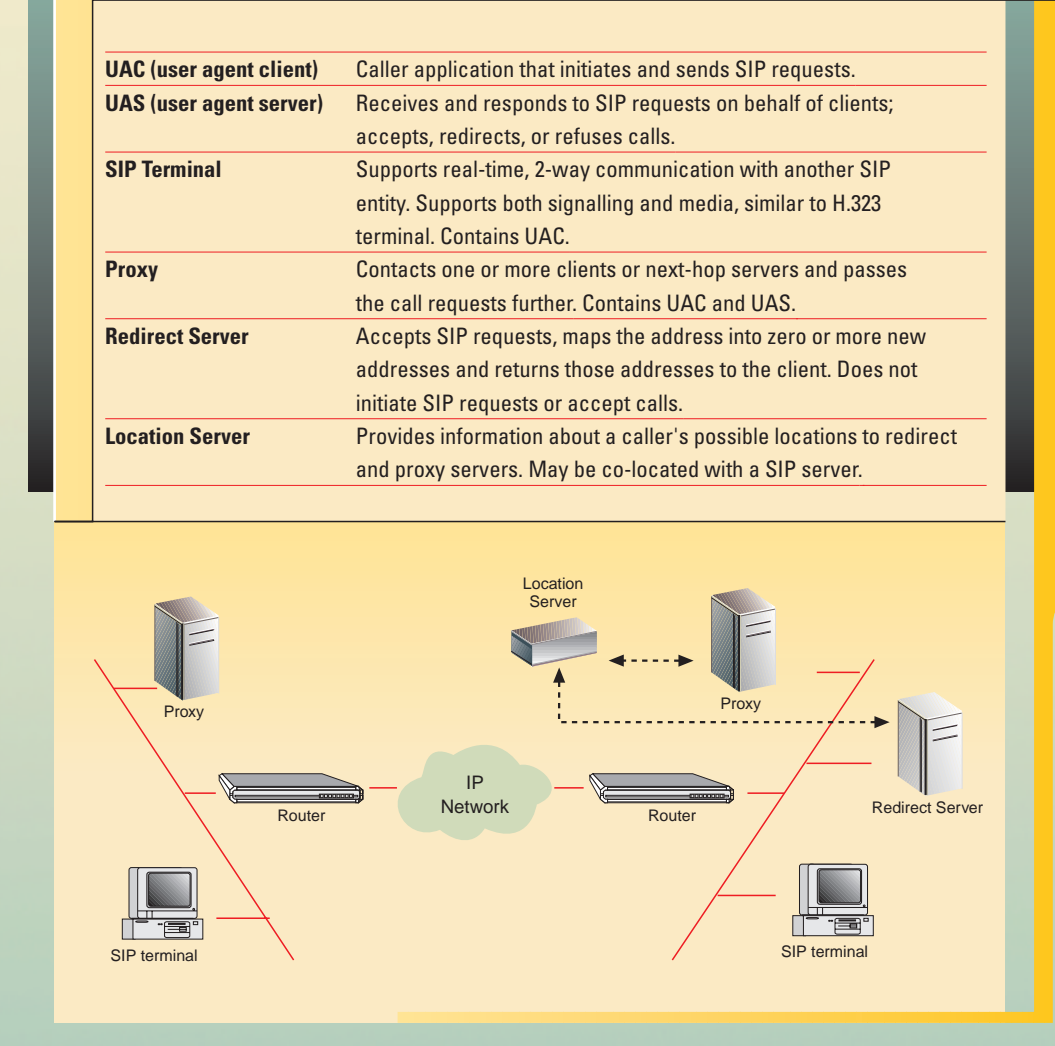 UAC (user agent client) Caller application that initiates and sends SIP requests.
UAS (user agent server) Receives and responds to SIP requests on behalf of clients;
accepts, redirects, or refuses calls.
SIP Terminal Supports real-time, 2-way communication with another SIP
entity. Supports both signalling and media, similar to H.323
terminal. Contains UAC.
Proxy Contacts one or more clients or next-hop servers and passes
the call requests further. Contains UAC and UAS.
Redirect Server Accepts SIP requests, maps the address into zero or more new
addresses and returns those addresses to the client. Does not
initiate SIP requests or accept calls.
Location Server Provides information about a caller's possible locations to redirect
and proxy servers. May be co-located with a SIP server.
Location
Server
Proxy
Proxy
IP
Network
Router
Router
Redirect Server
SIP terminal
SIP terminal